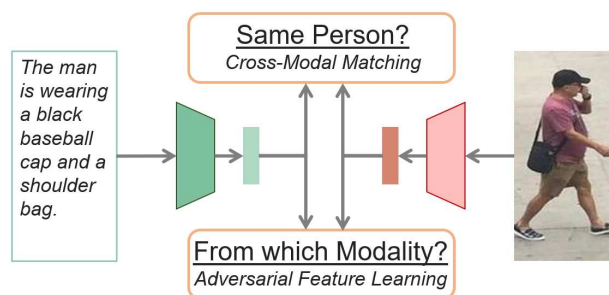 Same Person?
Cross-Modal Matching
The man
is wearing
a black
baseball
cap and a
shoulder
bag.
From which Modality?
Adversarial Feature Learning